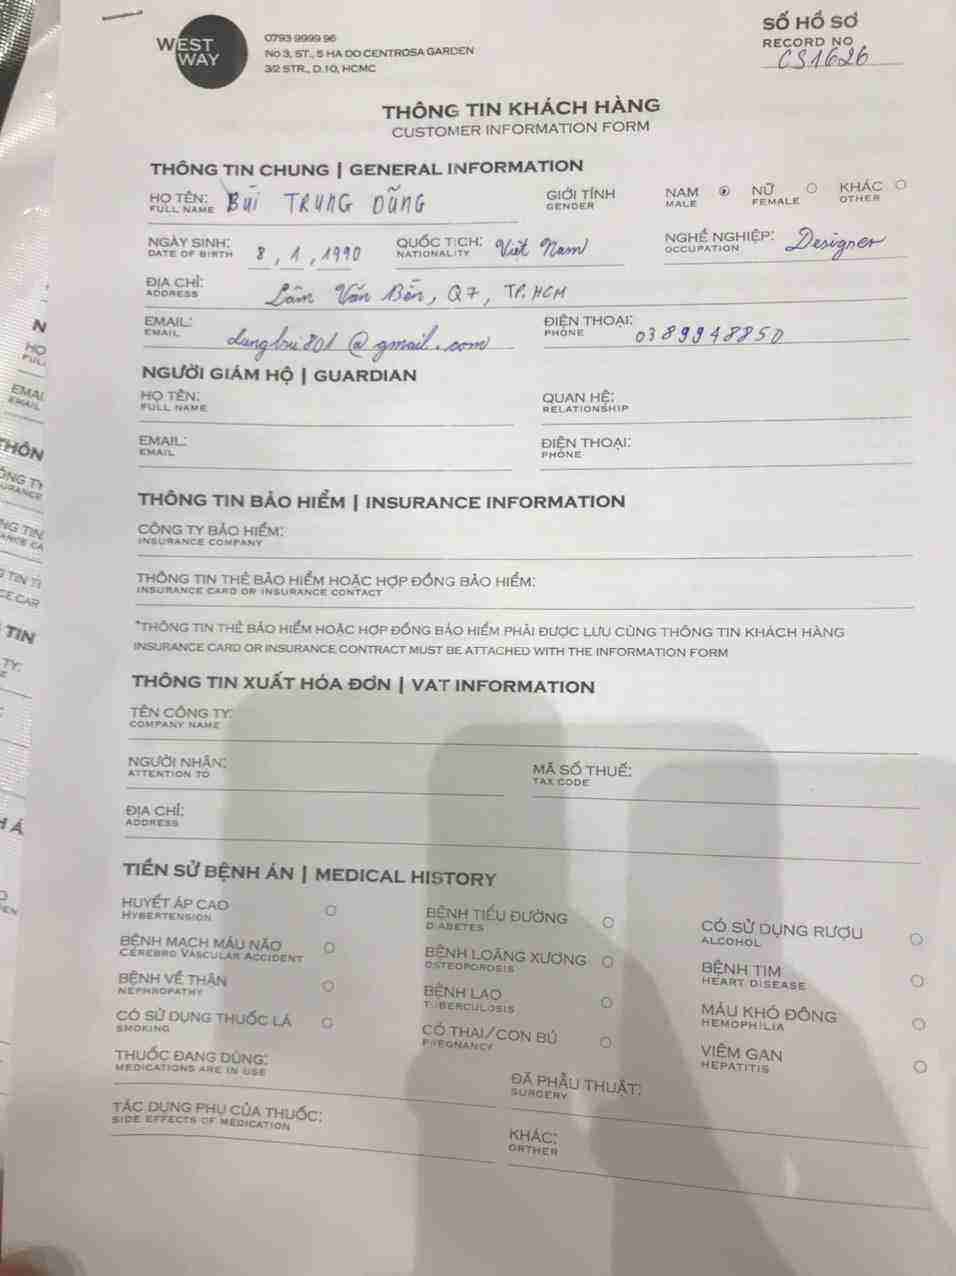 WEST WAY
0793 9999 96
No 3, ST., 5 HA DO CENTROSA GARDEN
3/2 STR., D.10, HCMC
SỐ HỒ SƠ
RECORD NO
CS1626
THÔNG TIN KHÁCH HÀNG
CUSTOMER INFORMATION FORM
THÔNG TIN CHUNG | GENERAL INFORMATION
HỌ TÊN: BÙI TRUNG DŨNG GIỚI TÍNH NAM NỮ KHÁC
FULL NAME GENDER MALE FEMALE OTHER
NGÀY SINH: 8, 1, 1990 QUỐC TỊCH: Việt Nam NGHỀ NGHIỆP: Designer
DATE OF BIRTH NATIONALITY OCCUPATION
ĐỊA CHỈ: Lâm Văn Bền, Q7, TP.HCM
ADDRESS
EMAIL: dungbui801@gmail.com ĐIỆN THOẠI: 0389948850
EMAIL PHONE
NGƯỜI GIÁM HỘ | GUARDIAN
HỌ TÊN: QUAN HỆ:
FULL NAME RELATIONSHIP
EMAIL: ĐIỆN THOẠI:
EMAIL PHONE
THÔNG TIN BẢO HIỂM | INSURANCE INFORMATION
CÔNG TY BẢO HIỂM:
INSURANCE COMPANY
THÔNG TIN THẺ BẢO HIỂM HOẶC HỢP ĐỒNG BẢO HIỂM:
INSURANCE CARD OR INSURANCE CONTACT
*THÔNG TIN THẺ BẢO HIỂM HOẶC HỢP ĐỒNG BẢO HIỂM PHẢI ĐƯỢC LƯU CÙNG THÔNG TIN KHÁCH HÀNG
INSURANCE CARD OR INSURANCE CONTRACT MUST BE ATTACHED WITH THE INFORMATION FORM
THÔNG TIN XUẤT HÓA ĐƠN | VAT INFORMATION
TÊN CÔNG TY:
COMPANY NAME
NGƯỜI NHẬN: MÃ SỐ THUẾ:
ATTENTION TO TAX CODE
ĐỊA CHỈ:
ADDRESS
TIỀN SỬ BỆNH ÁN | MEDICAL HISTORY
HUYẾT ÁP CAO BỆNH TIỂU ĐƯỜNG CÓ SỬ DỤNG RƯỢU
HYBERTENSION DIABETES ALCOHOL
BỆNH MẠCH MÁU NÃO BỆNH LOÃNG XƯƠNG BỆNH TIM
CEREBRO VASCULAR ACCIDENT OSTEOPOROSIS HEART DISEASE
BỆNH VỀ THẬN BỆNH LAO MÁU KHÓ ĐÔNG
NEPHROPATHY TUBERCULOSIS HEMOPHILIA
CÓ SỬ DỤNG THUỐC LÁ CÓ THAI/CON BÚ VIÊM GAN
SMOKING PREGNANCY HEPATITIS
THUỐC ĐANG DÙNG: ĐÃ PHẪU THUẬT:
MEDICATIONS ARE IN USE SURGERY
TÁC DỤNG PHỤ CỦA THUỐC: KHÁC:
SIDE EFFECTS OF MEDICATION ORTHER